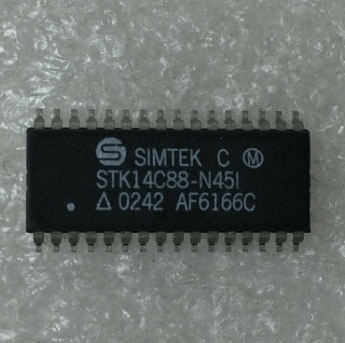 S SIMTEK C Ⓜ
STK14C88-N45I
Δ 0242 AF6166C